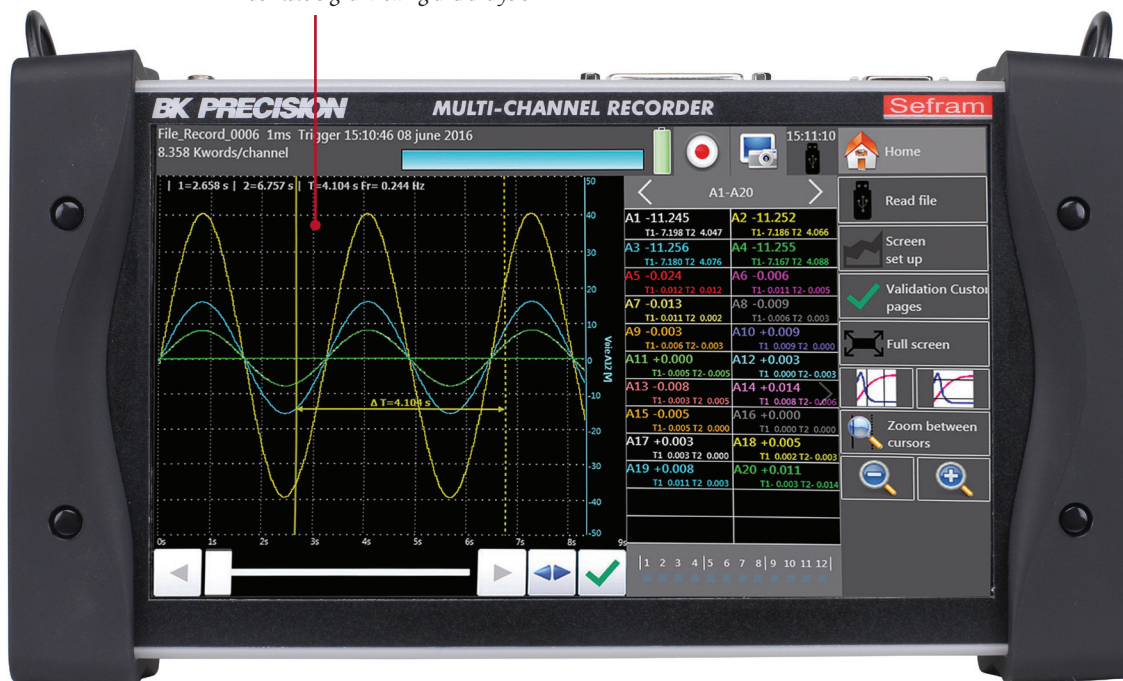 BK PRECISION
MULTI-CHANNEL RECORDER
Sefram
File_Record_0006 1ms Trigger 15:10:46 08 june 2016
8.358 Kwords/channel
15:11:10
Home
| 1=2.658 s | 2=6.757 s | T=4.104 s Fr= 0.244 Hz
50
40
30
20
10
0
-10
-20
-30
-40
-50
Voie A12 M
Δ T=4.104 s
0s 1s 2s 3s 4s 5s 6s 7s 8s 9s
A1-A20
A1 -11.245 A2 -11.252
T1- 7.198 T2 4.047 T1- 7.186 T2 4.066
A3 -11.256 A4 -11.255
T1- 7.180 T2 4.076 T1- 7.167 T2 4.088
A5 -0.024 A6 -0.006
T1- 0.012 T2 0.012 T1- 0.011 T2- 0.005
A7 -0.013 A8 -0.009
T1- 0.011 T2 0.002 T1- 0.006 T2 0.003
A9 -0.003 A10 +0.009
T1- 0.006 T2- 0.003 T1 0.009 T2 0.000
A11 +0.000 A12 +0.003
T1- 0.005 T2- 0.005 T1 0.000 T2- 0.003
A13 -0.008 A14 +0.014
T1- 0.003 T2 0.005 T1 0.008 T2- 0.006
A15 -0.005 A16 +0.000
T1- 0.005 T2 0.000 T1 0.000 T2 0.000
A17 +0.003 A18 +0.005
T1 0.003 T2 0.000 T1 0.002 T2- 0.003
A19 +0.008 A20 +0.011
T1 0.011 T2 0.003 T1- 0.003 T2- 0.014
|1 2 3 4|5 6 7 8|9 10 11 12|
Read file
Screen
set up
Validation Custor
pages
Full screen
Zoom between
cursors